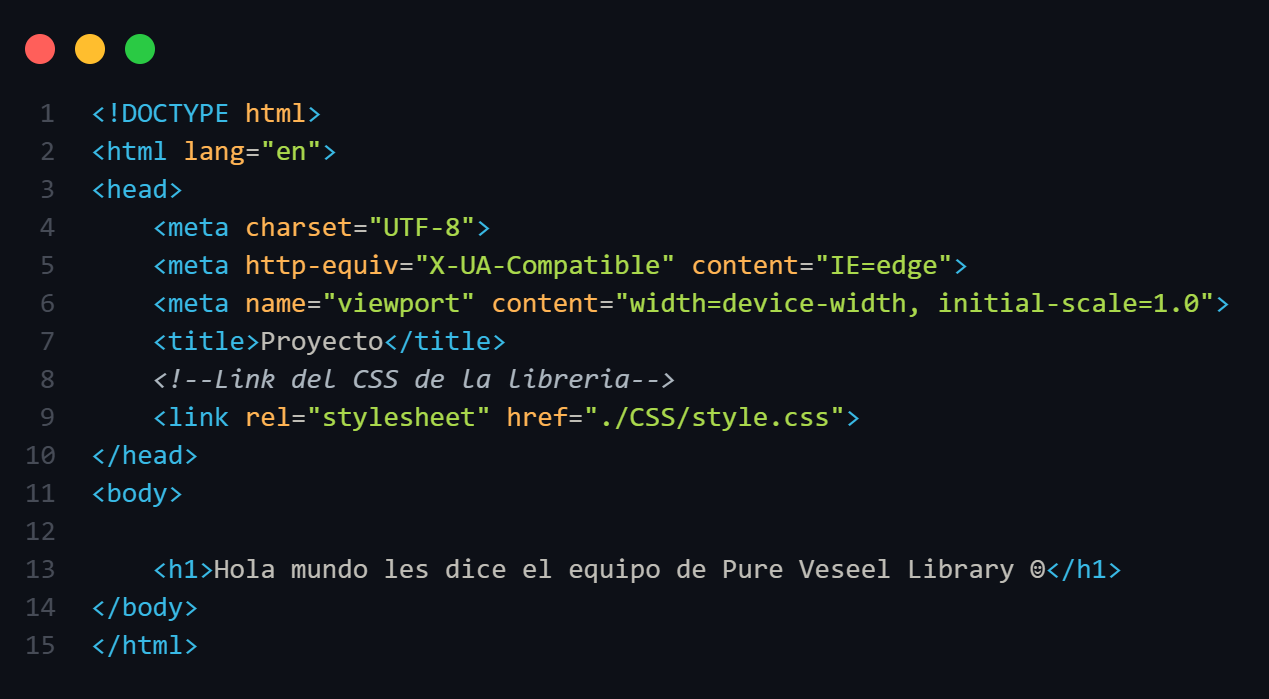 1 <!DOCTYPE html>
2 <html lang="en">
3 <head>
4     <meta charset="UTF-8">
5     <meta http-equiv="X-UA-Compatible" content="IE=edge">
6     <meta name="viewport" content="width=device-width, initial-scale=1.0">
7     <title>Proyecto</title>
8     <!--Link del CSS de la libreria-->
9     <link rel="stylesheet" href="./CSS/style.css">
10 </head>
11 <body>
12
13     <h1>Hola mundo les dice el equipo de Pure Veseel Library ☺</h1>
14 </body>
15 </html>